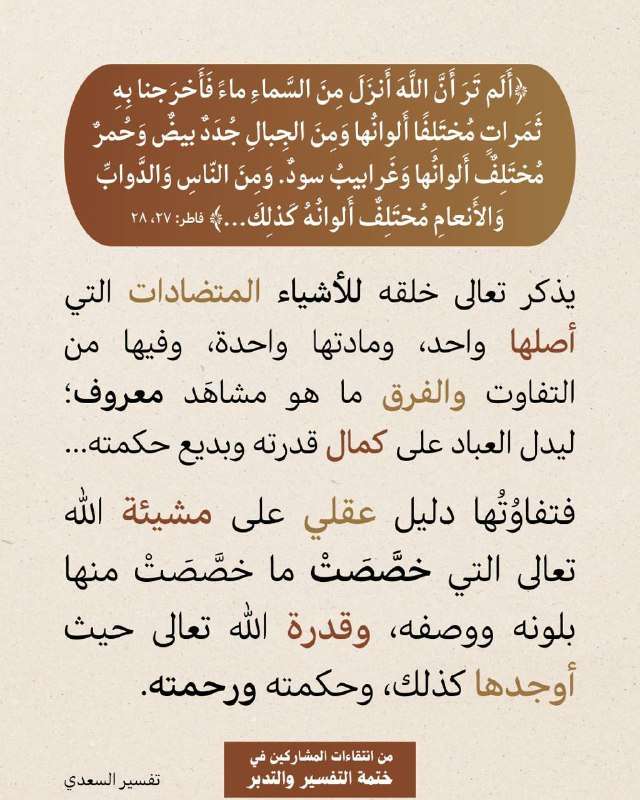 ﴿أَلَم تَرَ أَنَّ اللَّهَ أَنزَلَ مِنَ السَّماءِ ماءً فَأَخرَجنا بِهِ
ثَمَراتٍ مُختَلِفًا أَلوانُها وَمِنَ الجِبالِ جُدَدٌ بيضٌ وَحُمرٌ
مُختَلِفٌ أَلوانُها وَغَرابيبُ سودٌ. وَمِنَ النّاسِ وَالدَّوابِّ
وَالأَنعامِ مُختَلِفٌ أَلوانُهُ كَذلِكَ...﴾ فاطر: ٢٧، ٢٨
يذكر تعالى خلقه للأشياء المتضادات التي
أصلها واحد، ومادتها واحدة، وفيها من
التفاوت والفرق ما هو مشاهَد معروف؛
ليدل العباد على كمال قدرته وبديع حكمته...
فتفاوُتُها دليل عقلي على مشيئة الله
تعالى التي خصَّصَتْ ما خصَّصَتْ منها
بلونه ووصفه، وقدرة الله تعالى حيث
أوجدها كذلك، وحكمته ورحمته.
من انتقاءات المشاركين في
ختمة التفسير والتدبر
تفسير السعدي